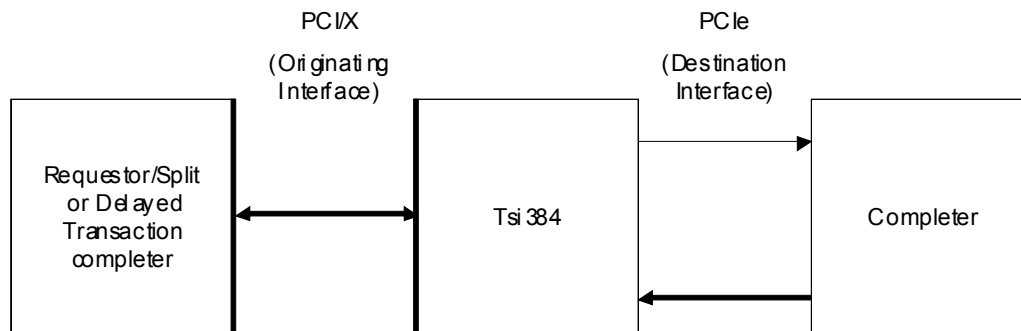 PCI/X
(Originating
Interface)
PCIe
(Destination
Interface)
Requestor/Split
or Delayed
Transaction
completer
Tsi384
Completer